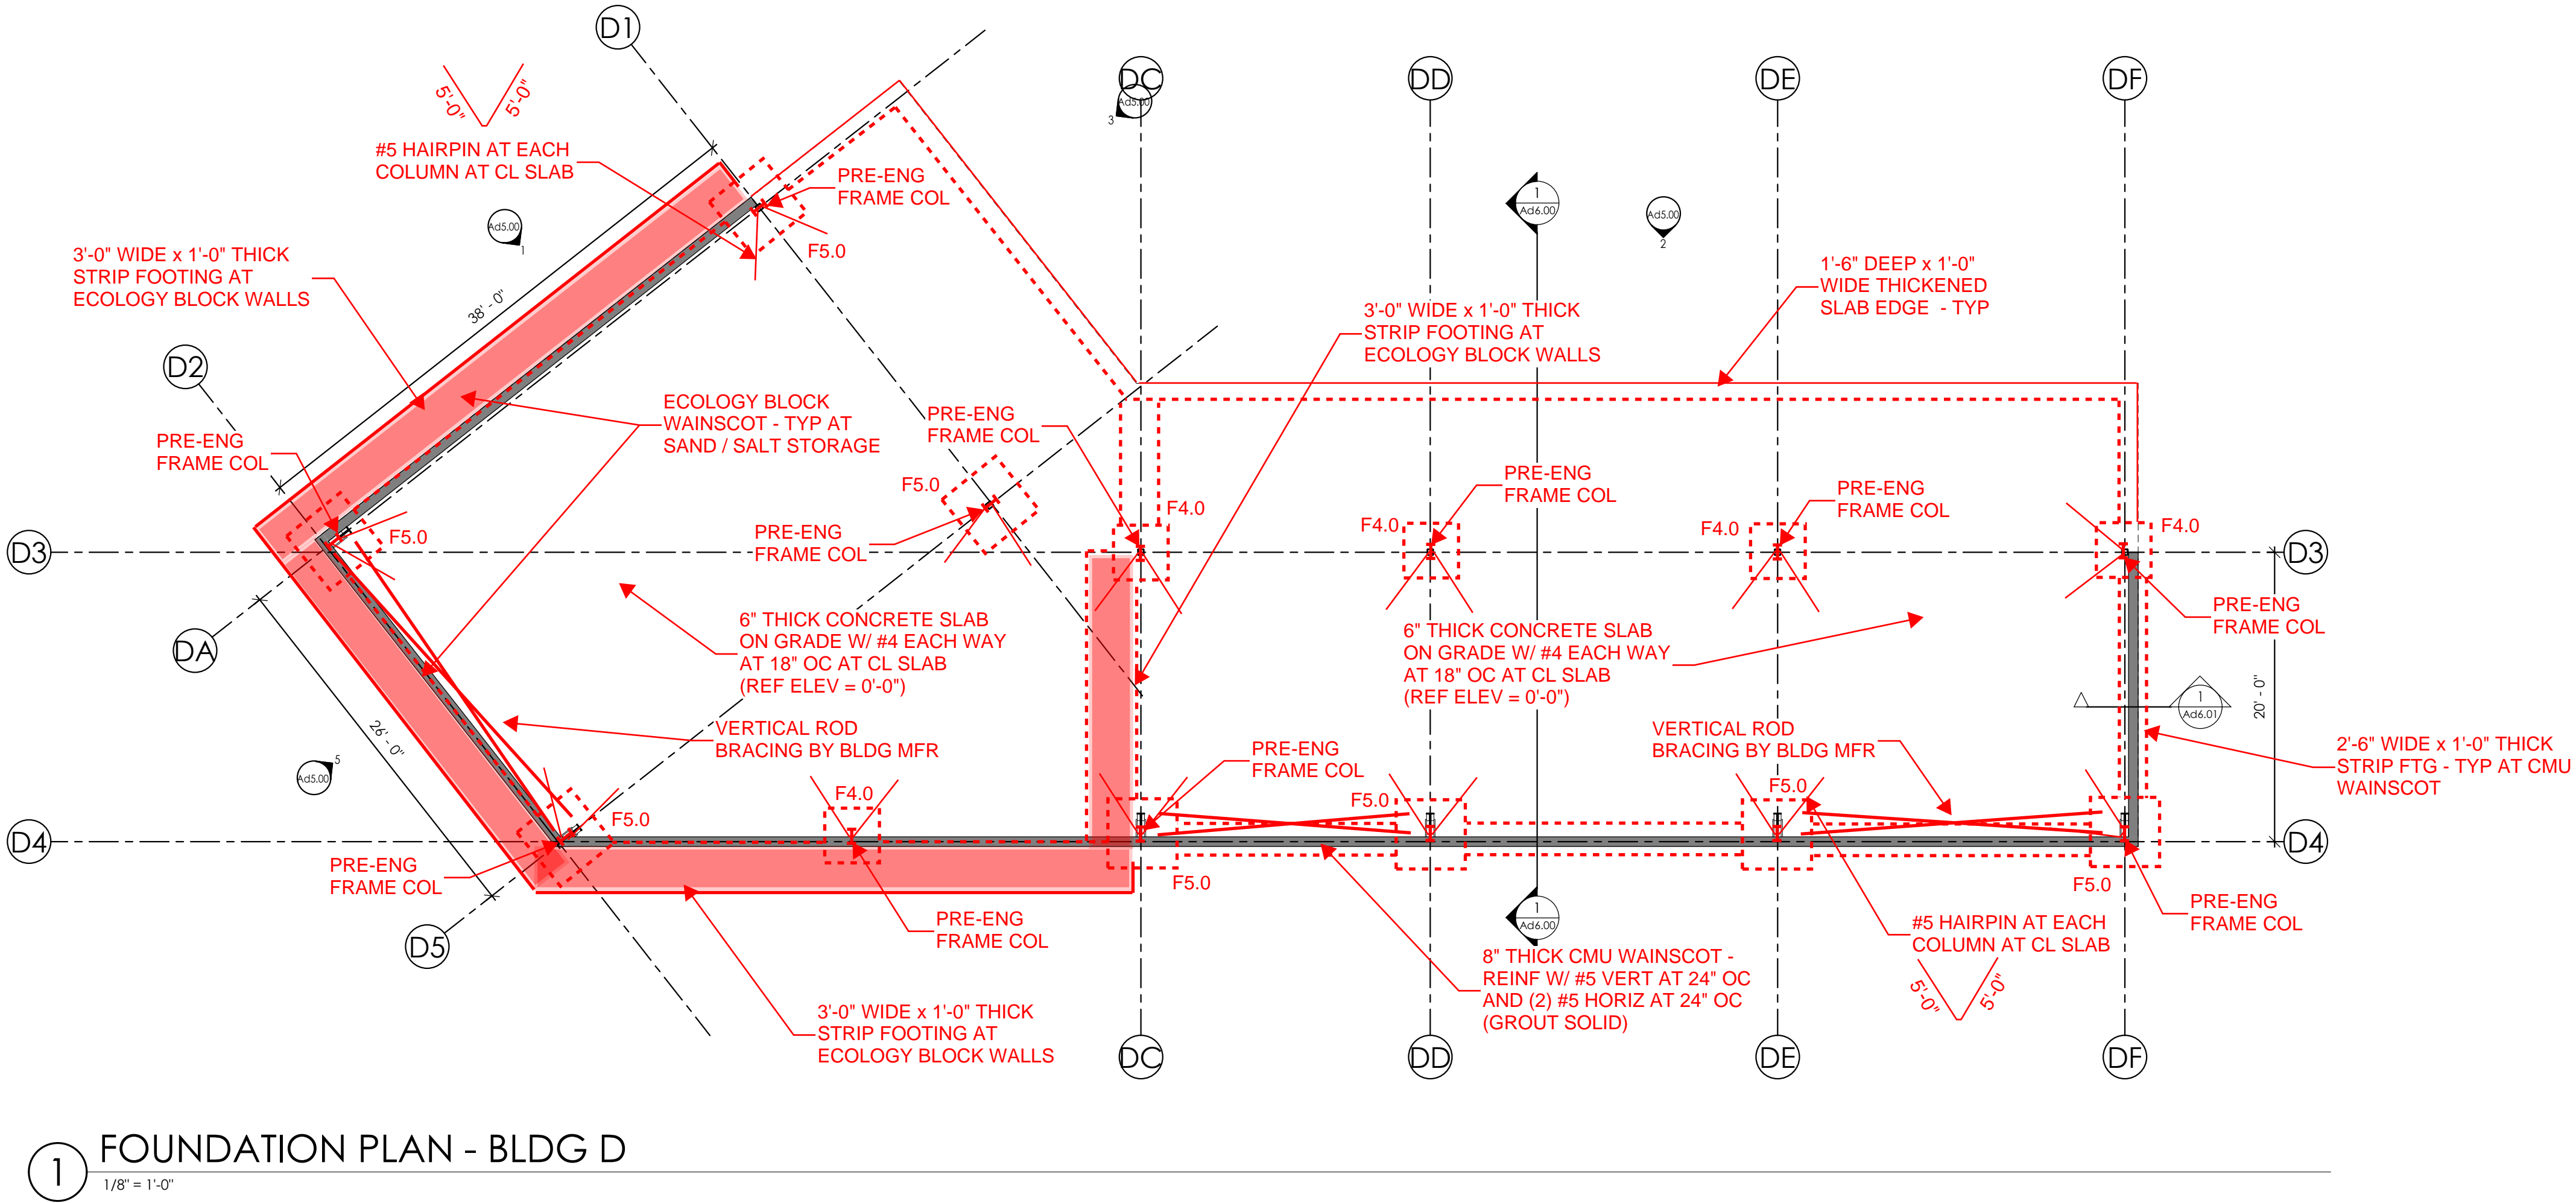 D1
DC
DD
DE
DF
Ad5.00
3
5'-0"
5'-0"
#5 HAIRPIN AT EACH
COLUMN AT CL SLAB
PRE-ENG
FRAME COL
1
Ad6.00
Ad5.00
2
Ad5.00
1
F5.0
3'-0" WIDE x 1'-0" THICK
STRIP FOOTING AT
ECOLOGY BLOCK WALLS
38' - 0"
1'-6" DEEP x 1'-0"
WIDE THICKENED
SLAB EDGE - TYP
3'-0" WIDE x 1'-0" THICK
STRIP FOOTING AT
ECOLOGY BLOCK WALLS
D2
ECOLOGY BLOCK
WAINSCOT - TYP AT
SAND / SALT STORAGE
PRE-ENG
FRAME COL
PRE-ENG
FRAME COL
PRE-ENG
FRAME COL
PRE-ENG
FRAME COL
F5.0
F4.0
F4.0
F4.0
F4.0
PRE-ENG
FRAME COL
F5.0
D3
D3
6" THICK CONCRETE SLAB
ON GRADE W/ #4 EACH WAY
AT 18" OC AT CL SLAB
(REF ELEV = 0'-0")
6" THICK CONCRETE SLAB
ON GRADE W/ #4 EACH WAY
AT 18" OC AT CL SLAB
(REF ELEV = 0'-0")
PRE-ENG
FRAME COL
DA
1
Ad6.01
20' - 0"
26' - 0"
VERTICAL ROD
BRACING BY BLDG MFR
VERTICAL ROD
BRACING BY BLDG MFR
PRE-ENG
FRAME COL
2'-6" WIDE x 1'-0" THICK
STRIP FTG - TYP AT CMU
WAINSCOT
Ad5.00
5
F4.0
F5.0
F5.0
F5.0
D4
D4
PRE-ENG
FRAME COL
F5.0
F5.0
PRE-ENG
FRAME COL
PRE-ENG
FRAME COL
1
Ad6.00
#5 HAIRPIN AT EACH
COLUMN AT CL SLAB
5'-0"
5'-0"
D5
8" THICK CMU WAINSCOT -
REINF W/ #5 VERT AT 24" OC
AND (2) #5 HORIZ AT 24" OC
(GROUT SOLID)
3'-0" WIDE x 1'-0" THICK
STRIP FOOTING AT
ECOLOGY BLOCK WALLS
DC
DD
DE
DF
1
FOUNDATION PLAN - BLDG D
1/8" = 1'-0"